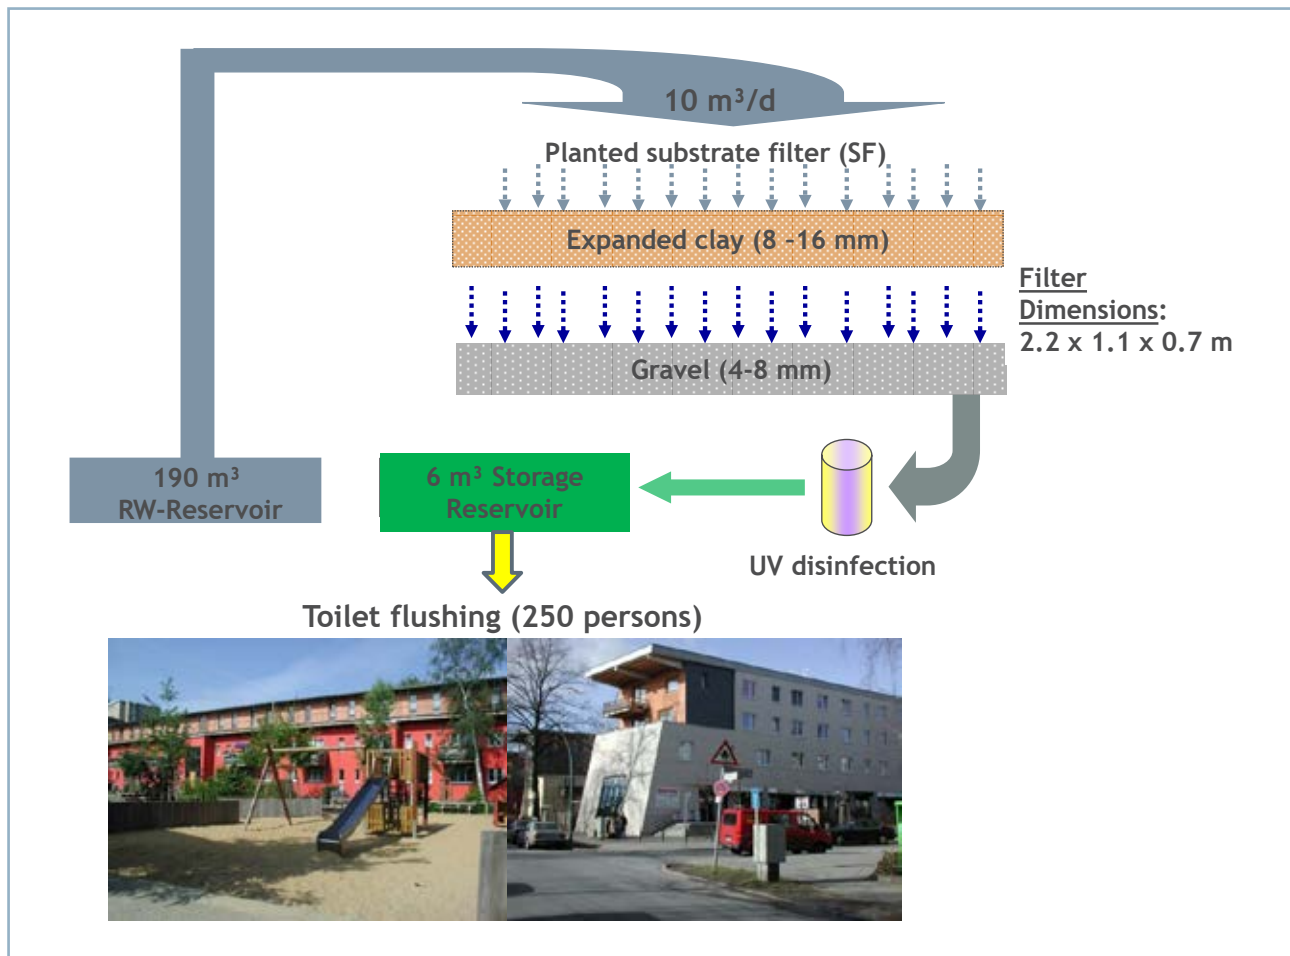 10 m³/d
Planted substrate filter (SF)
Expanded clay (8 –16 mm)
Filter
Dimensions:
2.2 x 1.1 x 0.7 m
Gravel (4-8 mm)
190 m³
RW-Reservoir
6 m³ Storage
Reservoir
UV disinfection
Toilet flushing (250 persons)